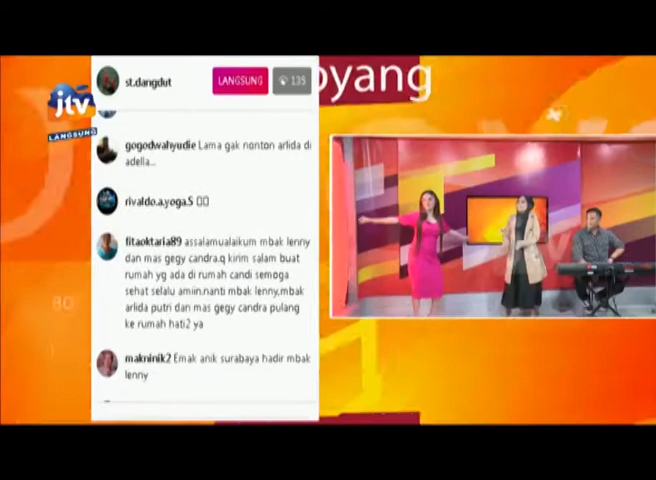 jtv
LANGSUNG
st.dangdut
LANGSUNG
135
oyang
gogodwahyudie Lama gak nonton arlida di
adella...
rivaldo.a.yoga.S
fitaoktaria89 assalamualaikum mbak lenny
dan mas gegy candra.q kirim salam buat
rumah yg ada di rumah candi semoga
sehat selalu amiin.nanti mbak lenny,mbak
arlida putri dan mas gegy candra pulang
ke rumah hati2 ya
makninik2 Emak anik surabaya hadir mbak
lenny